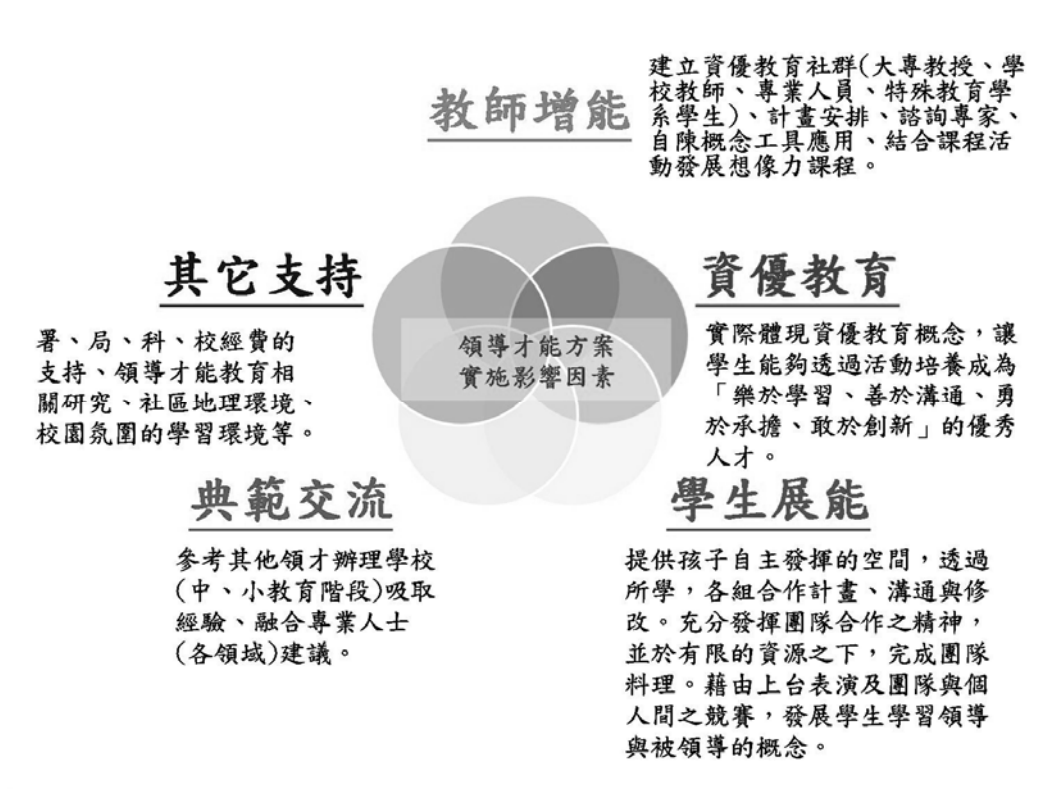 教師增能
建立資優教育社群(大專教授、學
校教師、專業人員、特殊教育學
系學生)、計畫安排、諮詢專家、
自陳概念工具應用、結合課程活
動發展想像力課程。
其它支持
署、局、科、校經費的
支持、領導才能教育相
關研究、社區地理環境、
校園氛圍的學習環境等。
領導才能方案
實施影響因素
資優教育
實際體現資優教育概念，讓
學生能夠透過活動培養成為
「樂於學習、善於溝通、勇
於承擔、敢於創新」的優秀
人才。
典範交流
參考其他領才辦理學校
(中、小教育階段)吸取
經驗、融合專業人士
(各領域)建議。
學生展能
提供孩子自主發揮的空間，透過
所學，各組合作計畫、溝通與修
改。充分發揮團隊合作之精神，
並於有限的資源之下，完成團隊
料理。藉由上台表演及團隊與個
人間之競賽，發展學生學習領導
與被領導的概念。